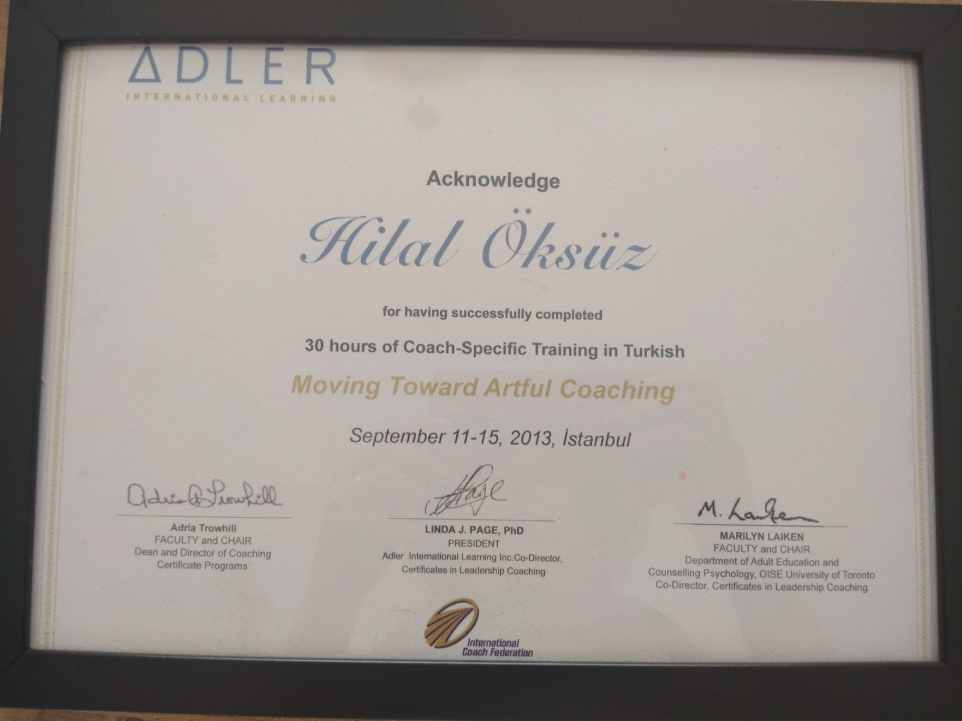 ADLER
INTERNATIONAL LEARNING
Acknowledge
Hilal Öksüz
for having successfully completed
30 hours of Coach-Specific Training in Turkish
Moving Toward Artful Coaching
September 11-15, 2013, İstanbul
Adria Trowhill
Adria Trowhill
FACULTY and CHAIR
Dean and Director of Coaching
Certificate Programs
LINDA J. PAGE, PhD
PRESIDENT
Adler International Learning Inc.Co-Director,
Certificates in Leadership Coaching
M. Laiken
MARILYN LAIKEN
FACULTY and CHAIR
Department of Adult Education and
Counselling Psychology, OISE University of Toronto
Co-Director, Certificates in Leadership Coaching
International
Coach Federation